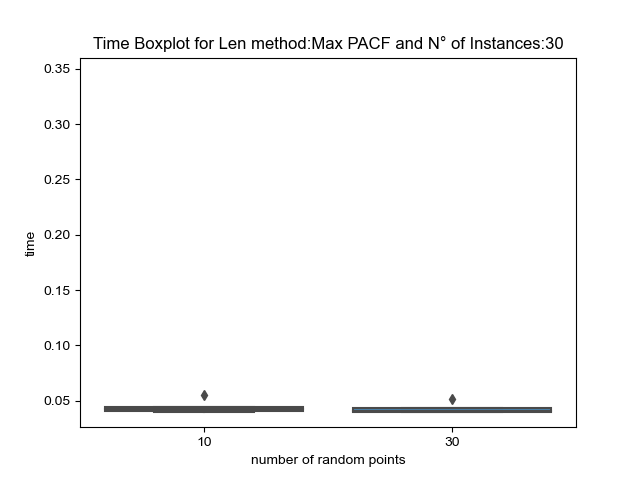 Time Boxplot for Len method:Max PACF and N° of Instances:30
0.35
0.30
0.25
0.20
0.15
0.10
0.05
time
10 30
number of random points